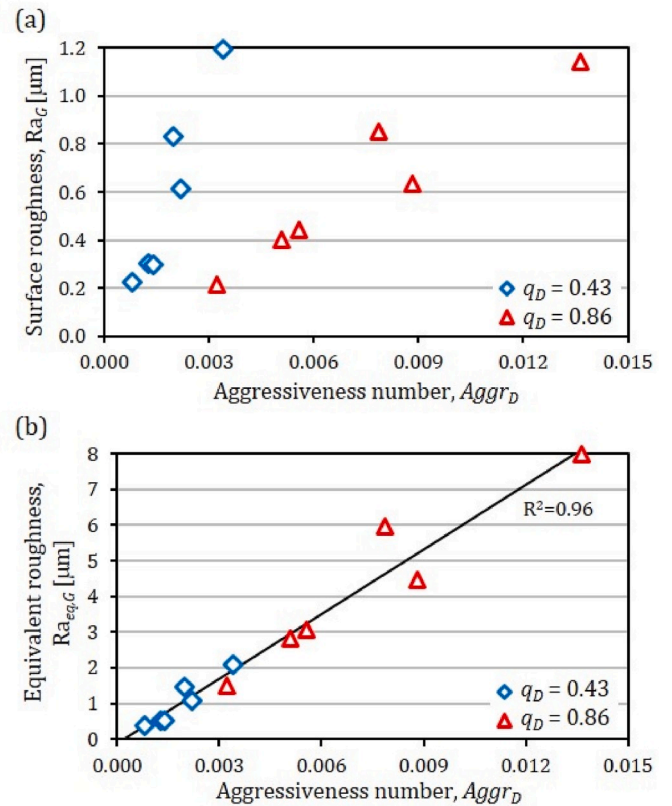 (a)
Surface roughness, Ra_G [µm]
1.2
1.0
0.8
0.6
0.4
0.2
0.0
q_D = 0.43
q_D = 0.86
0.000 0.003 0.006 0.009 0.012 0.015
Aggressiveness number, Aggr_D
(b)
Equivalent roughness,
Ra_eq,G [µm]
8
7
6
5
4
3
2
1
0
R²=0.96
q_D = 0.43
q_D = 0.86
0.000 0.003 0.006 0.009 0.012 0.015
Aggressiveness number, Aggr_D